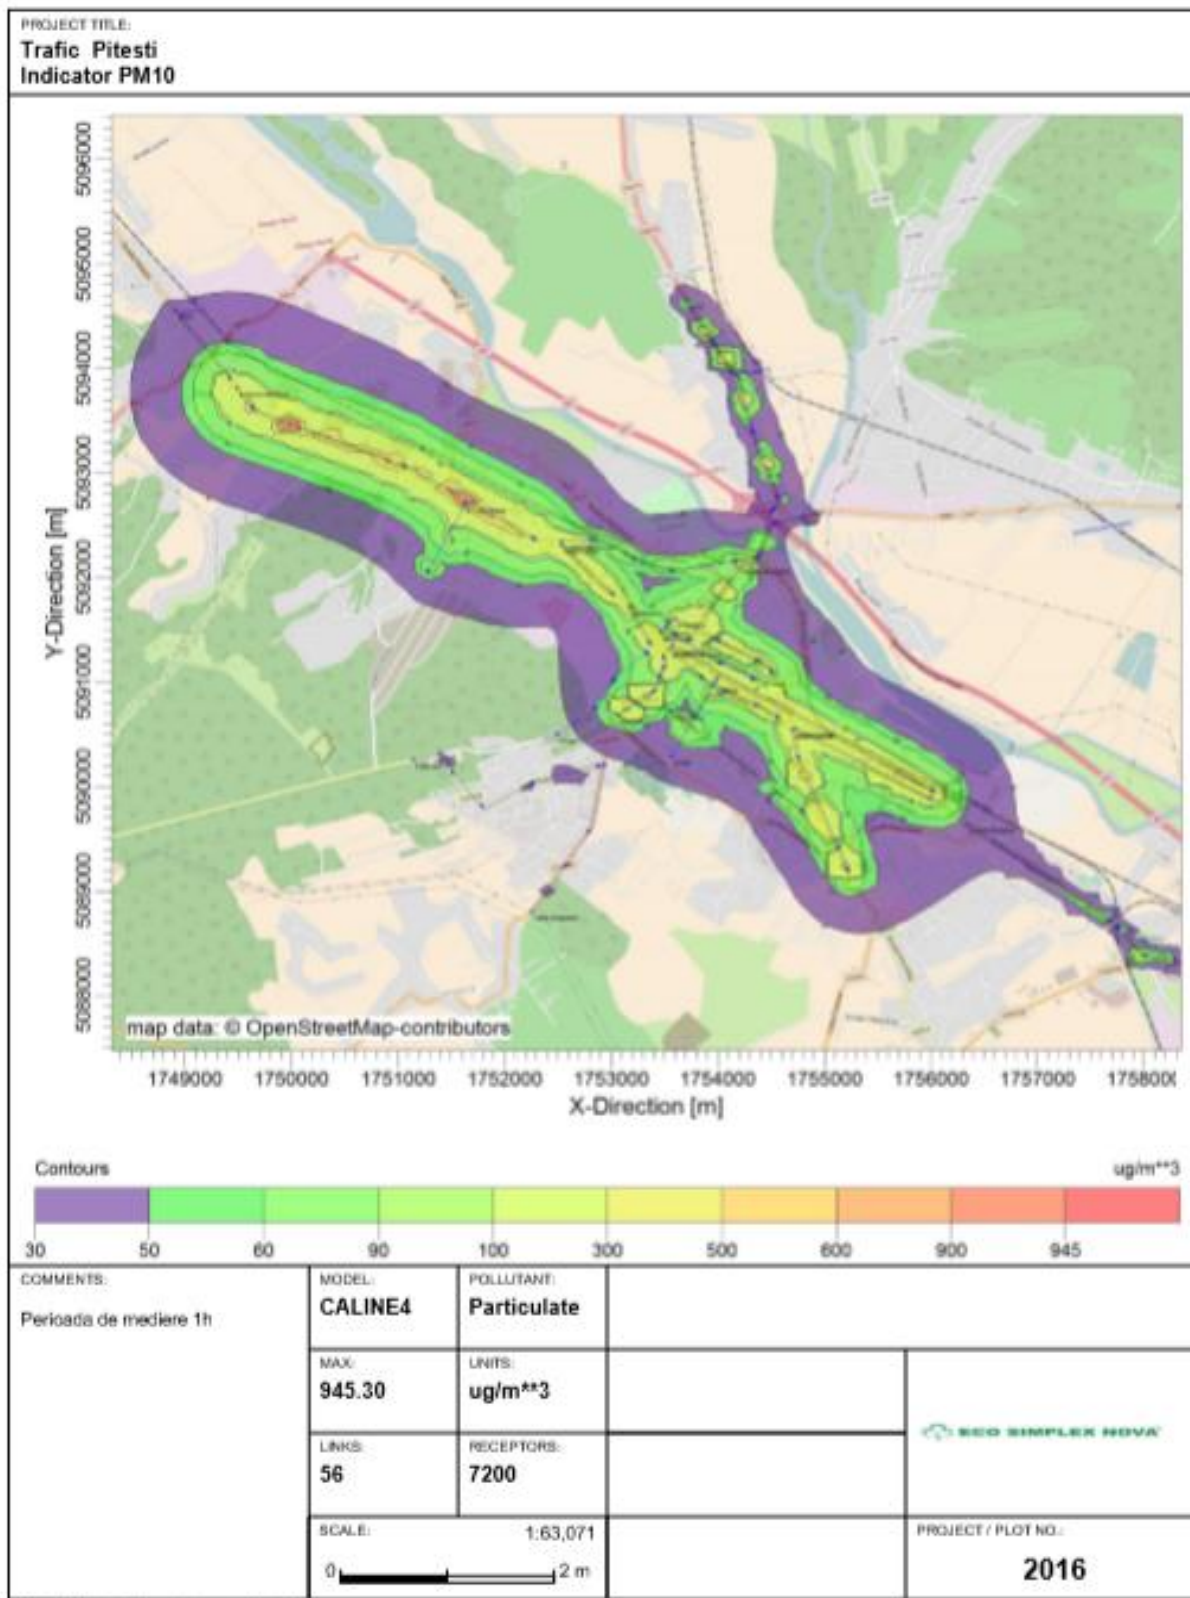 PROJECT TITLE:
Trafic Pitesti
Indicator PM10
Y-Direction [m]
5096000
5095000
5094000
5093000
5092000
5091000
5090000
5089000
5088000
map data: © OpenStreetMap-contributors
1749000 1750000 1751000 1752000 1753000 1754000 1755000 1756000 1757000 175800
X-Direction [m]
Contours ug/m**3
30 50 60 90 100 300 500 600 900 945
COMMENTS:
Perioada de mediere 1h
MODEL:
CALINE4
POLLUTANT:
Particulate
MAX:
945.30
UNITS:
ug/m**3
LINKS:
56
RECEPTORS:
7200
ECO SIMPLEX NOVA
SCALE: 1:63,071
0 2 m
PROJECT / PLOT NO.:
2016